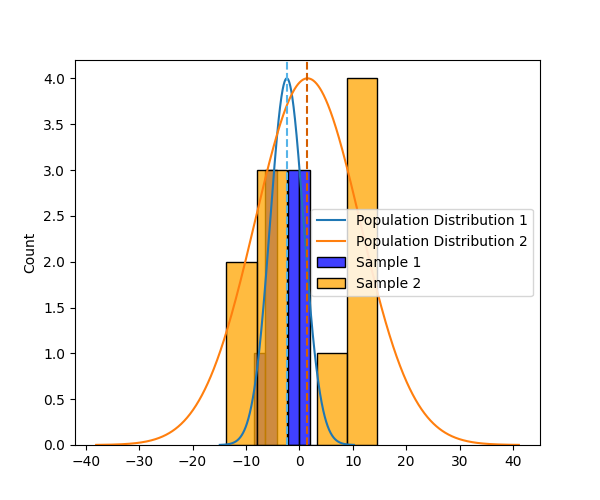 4.0
3.5
3.0
2.5
2.0
1.5
1.0
0.5
0.0
Count
Population Distribution 1
Population Distribution 2
Sample 1
Sample 2
−40 −30 −20 −10 0 10 20 30 40